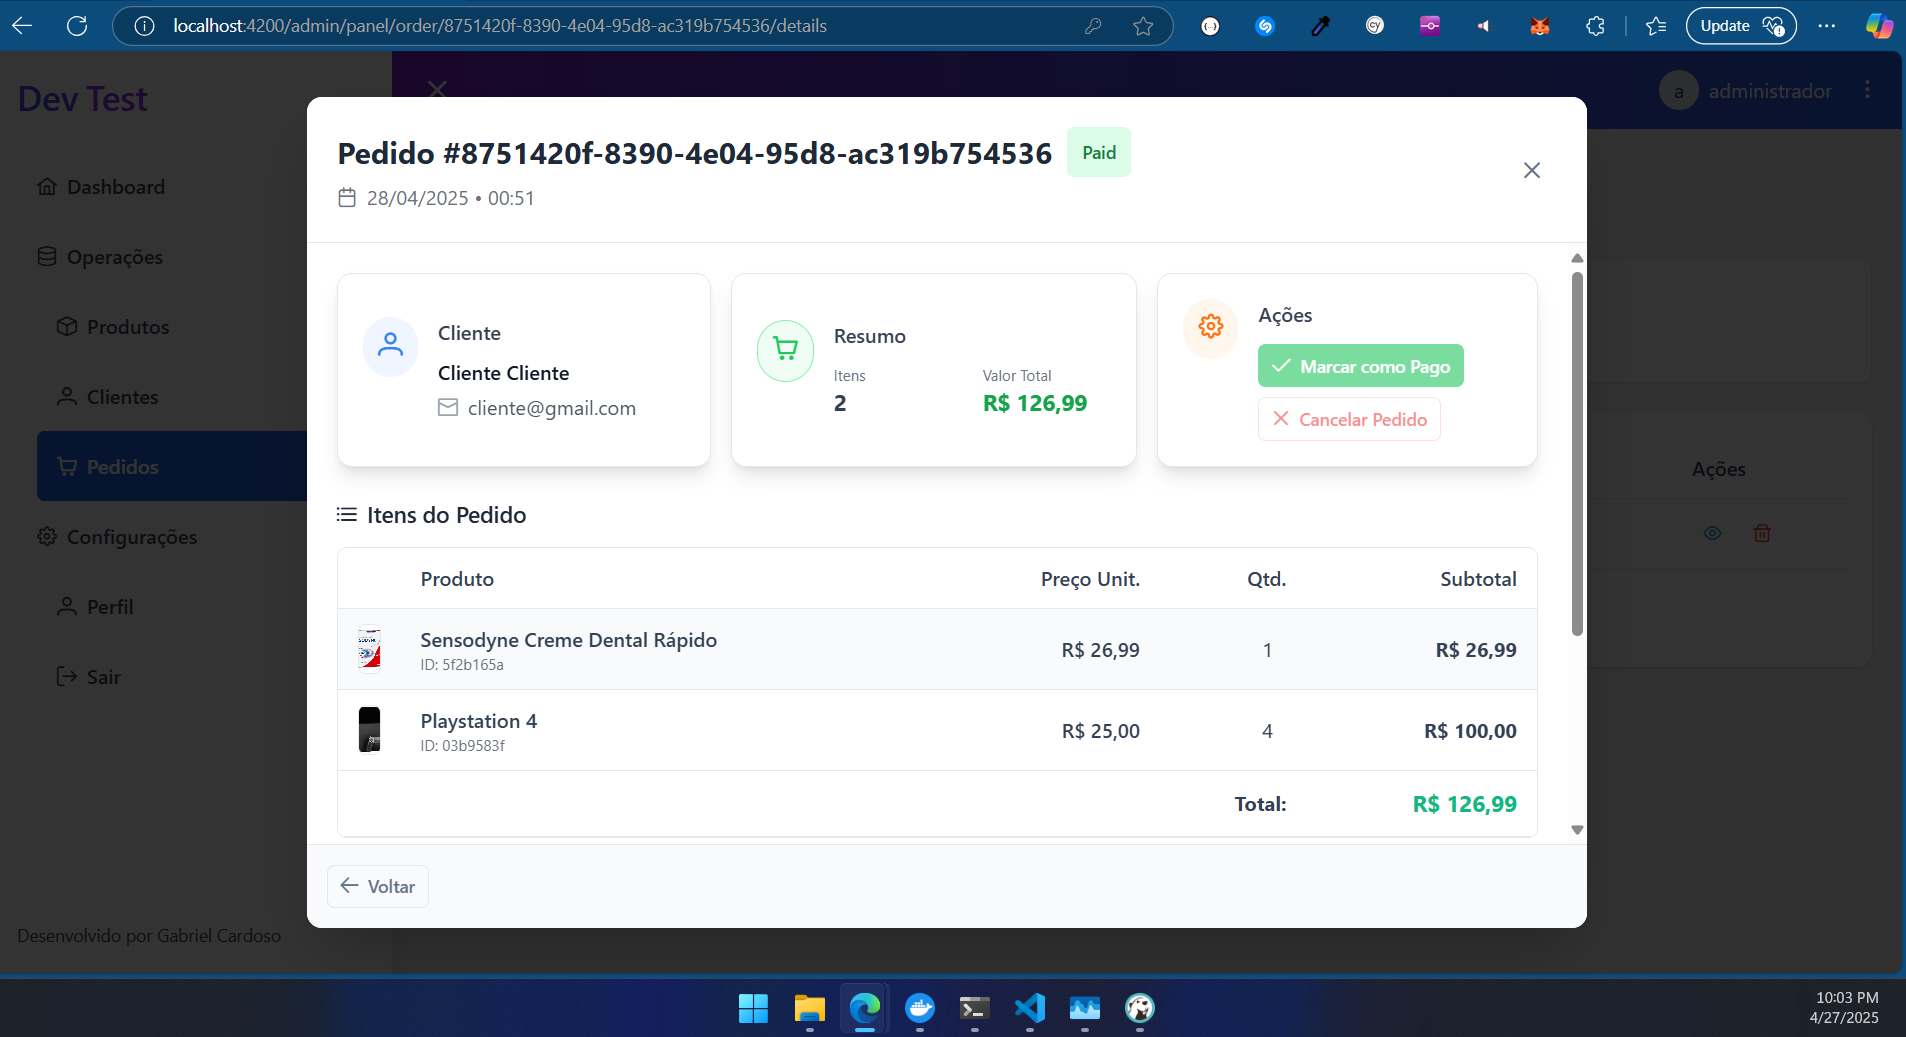 localhost:4200/admin/panel/order/8751420f-8390-4e04-95d8-ac319b754536/details
Update
Dev Test
a administrador
Dashboard
Operações
Produtos
Clientes
Pedidos
Configurações
Perfil
Sair
Desenvolvido por Gabriel Cardoso
Ações
Pedido #8751420f-8390-4e04-95d8-ac319b754536 Paid
28/04/2025 • 00:51
Cliente
Cliente Cliente
cliente@gmail.com
Resumo
Itens Valor Total
2 R$ 126,99
Ações
Marcar como Pago
Cancelar Pedido
Itens do Pedido
Produto Preço Unit. Qtd. Subtotal
Sensodyne Creme Dental Rápido R$ 26,99 1 R$ 26,99
ID: 5f2b165a
Playstation 4 R$ 25,00 4 R$ 100,00
ID: 03b9583f
Total: R$ 126,99
Voltar
10:03 PM
4/27/2025